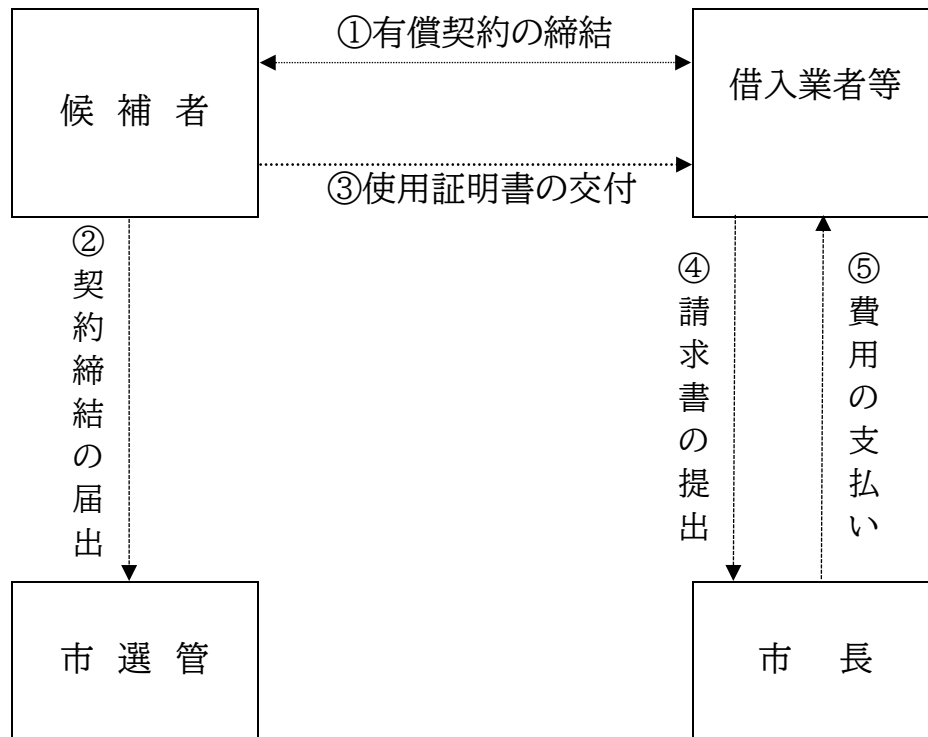 ①有償契約の締結
候 補 者
借入業者等
③使用証明書の交付
②契約締結の届出
④請求書の提出
⑤費用の支払い
市 選 管
市 長